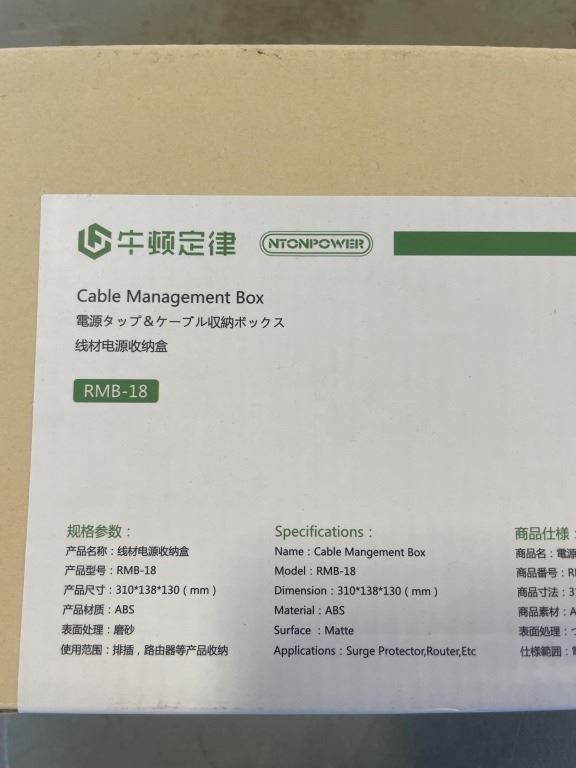 牛顿定律 NTONPOWER
Cable Management Box
電源タップ＆ケーブル収納ボックス
线材电源收纳盒
RMB-18
规格参数：
产品名称：线材电源收纳盒
产品型号：RMB-18
产品尺寸：310*138*130（mm）
产品材质：ABS
表面处理：磨砂
使用范围：排插，路由器等产品收纳
Specifications：
Name：Cable Mangement Box
Model：RMB-18
Dimension：310*138*130（mm）
Material：ABS
Surface ：Matte
Applications：Surge Protector,Router,Etc
商品仕様：
商品名：電源
商品番号：
商品寸法：
商品素材：
表面処理：
仕様範囲：